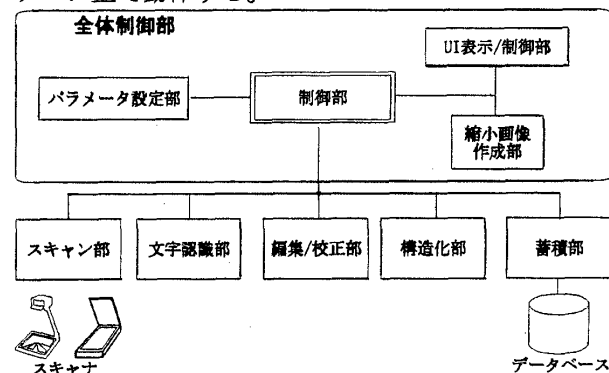 全体制御部
UI表示/制御部
パラメータ設定部
制御部
縮小画像
作成部
スキャン部
文字認識部
編集/校正部
構造化部
蓄積部
スキャナ
データベース